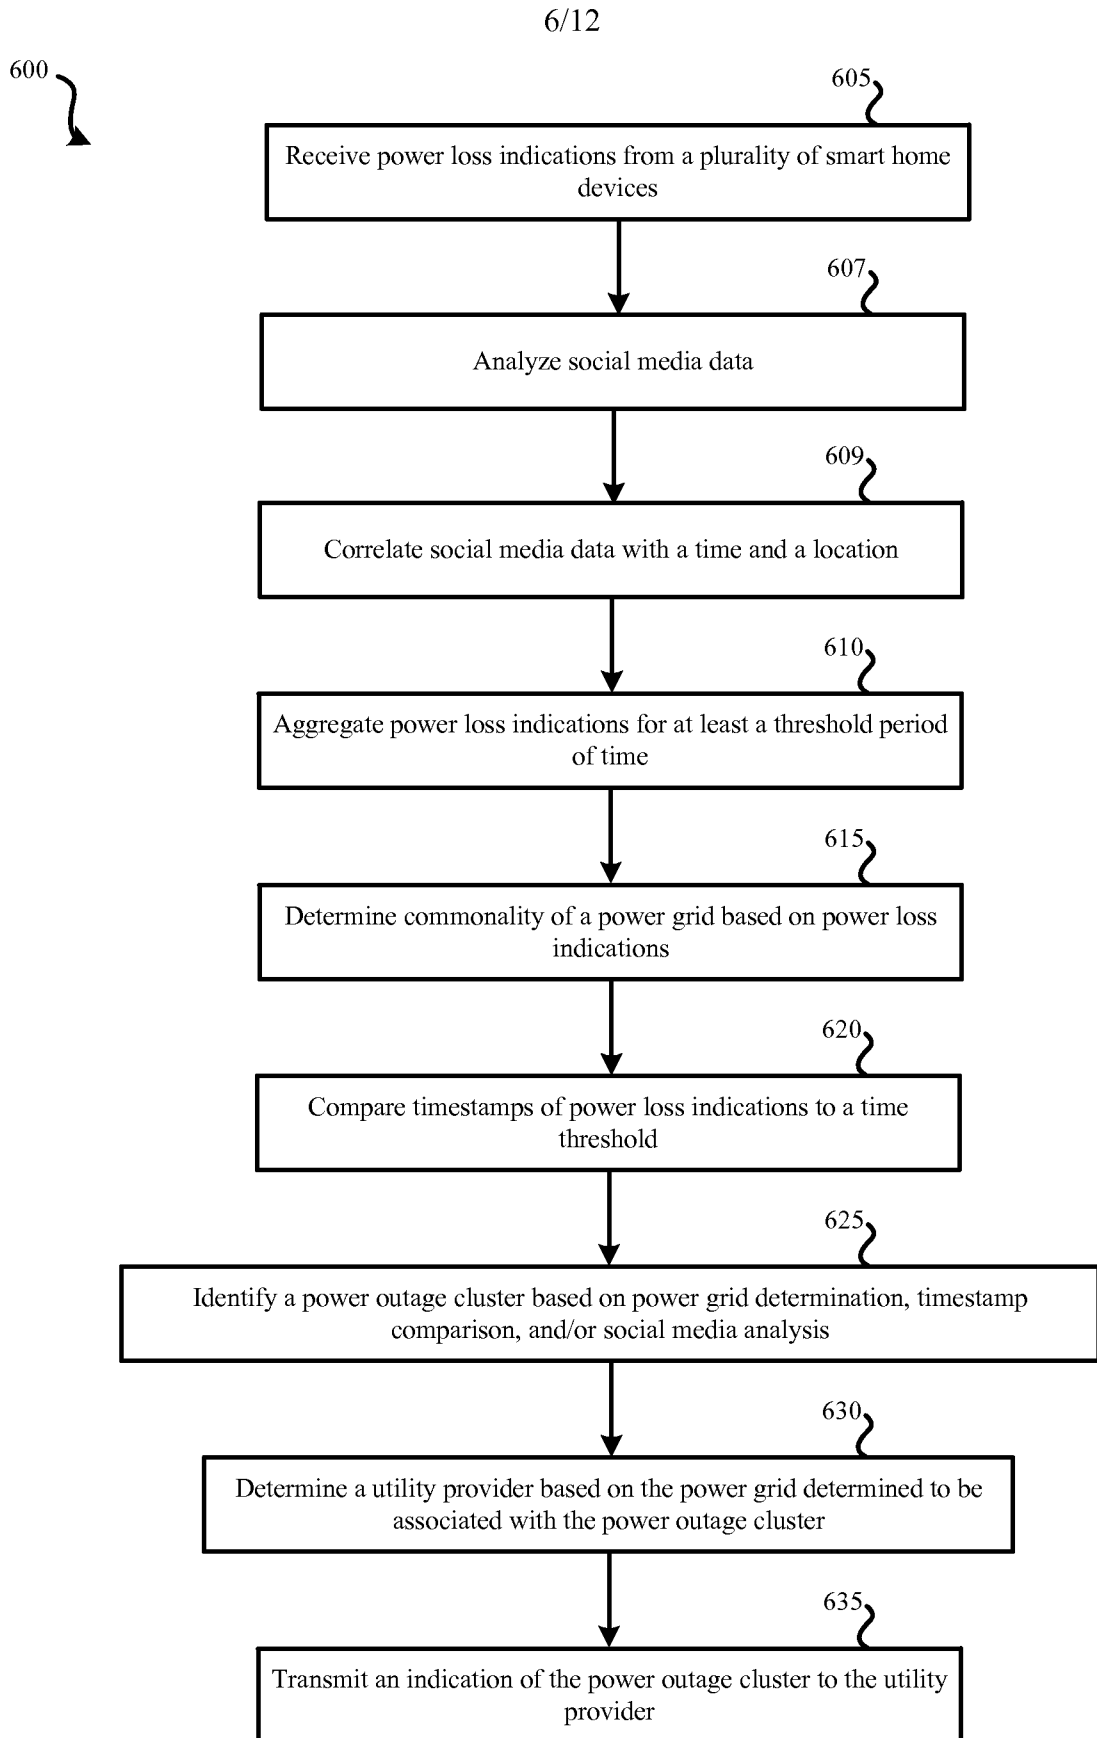 6/12
600
605
Receive power loss indications from a plurality of smart home
devices
607
Analyze social media data
609
Correlate social media data with a time and a location
610
Aggregate power loss indications for at least a threshold period
of time
615
Determine commonality of a power grid based on power loss
indications
620
Compare timestamps of power loss indications to a time
threshold
625
Identify a power outage cluster based on power grid determination, timestamp
comparison, and/or social media analysis
630
Determine a utility provider based on the power grid determined to be
associated with the power outage cluster
635
Transmit an indication of the power outage cluster to the utility
provider